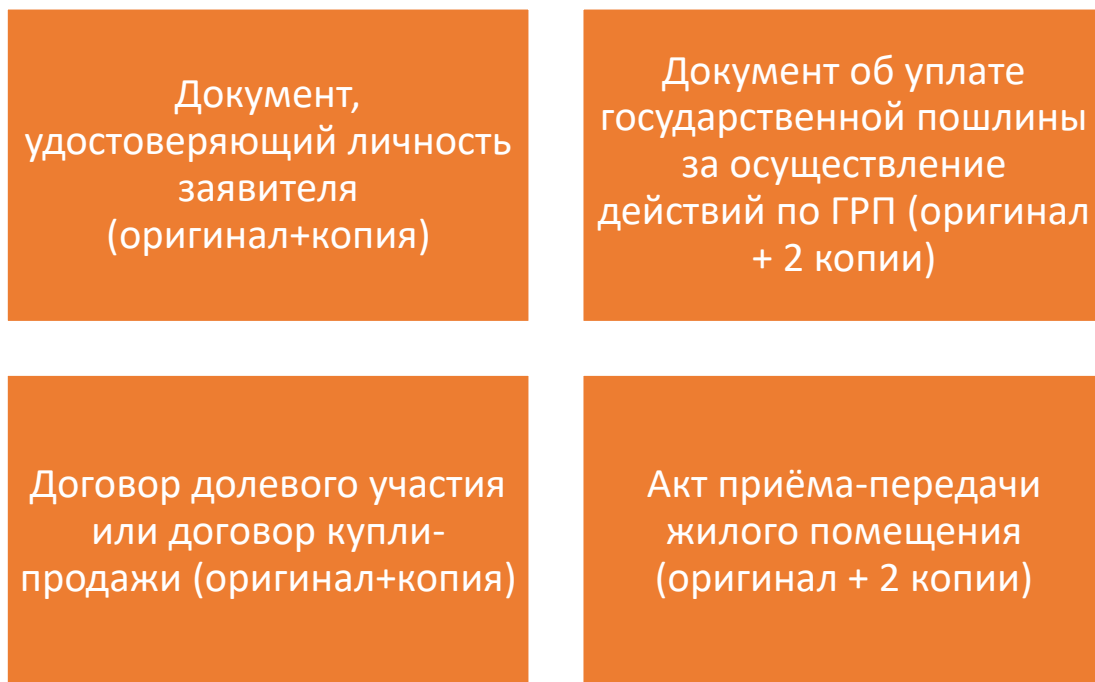 Документ,
удостоверяющий личность
заявителя
(оригинал+копия)
Документ об уплате
государственной пошлины
за осуществление
действий по ГРП (оригинал
+ 2 копии)
Договор долевого участия
или договор купли-
продажи (оригинал+копия)
Акт приёма-передачи
жилого помещения
(оригинал + 2 копии)